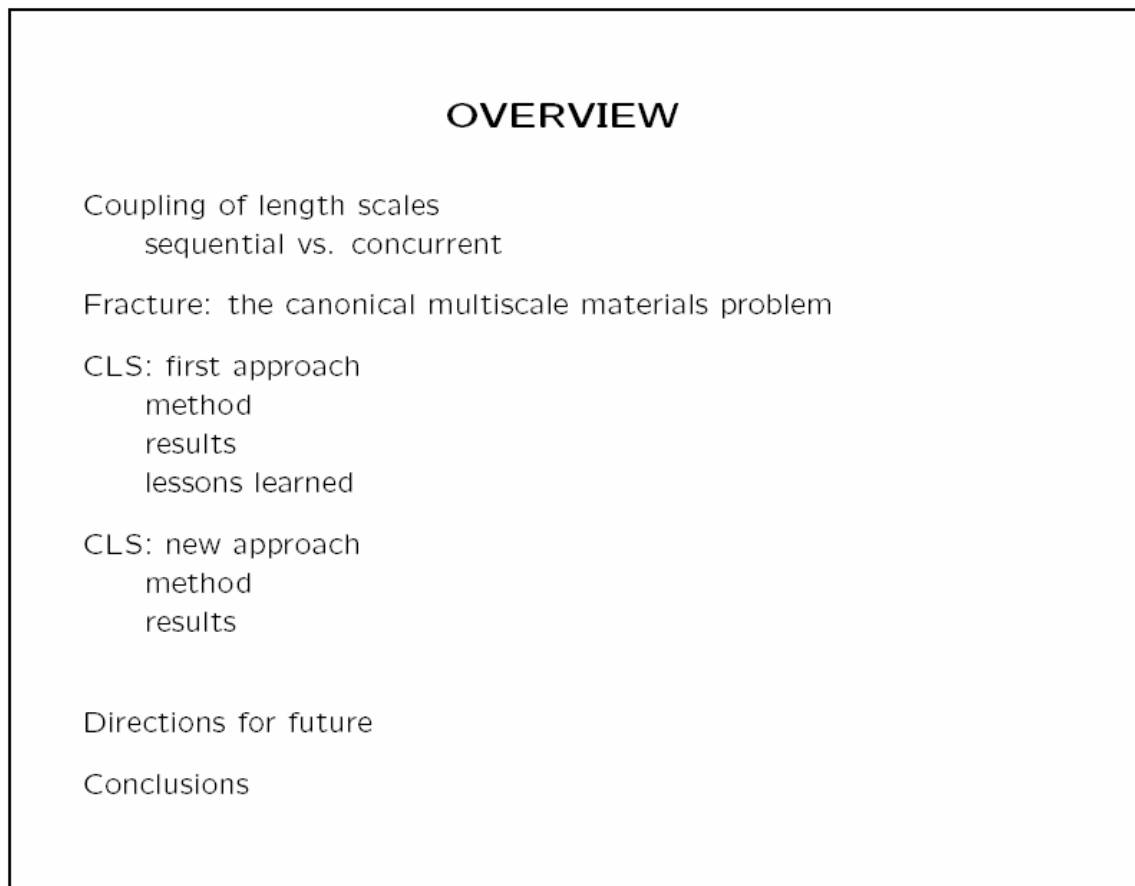 OVERVIEW
Coupling of length scales
sequential vs. concurrent
Fracture: the canonical multiscale materials problem
CLS: first approach
method
results
lessons learned
CLS: new approach
method
results
Directions for future
Conclusions